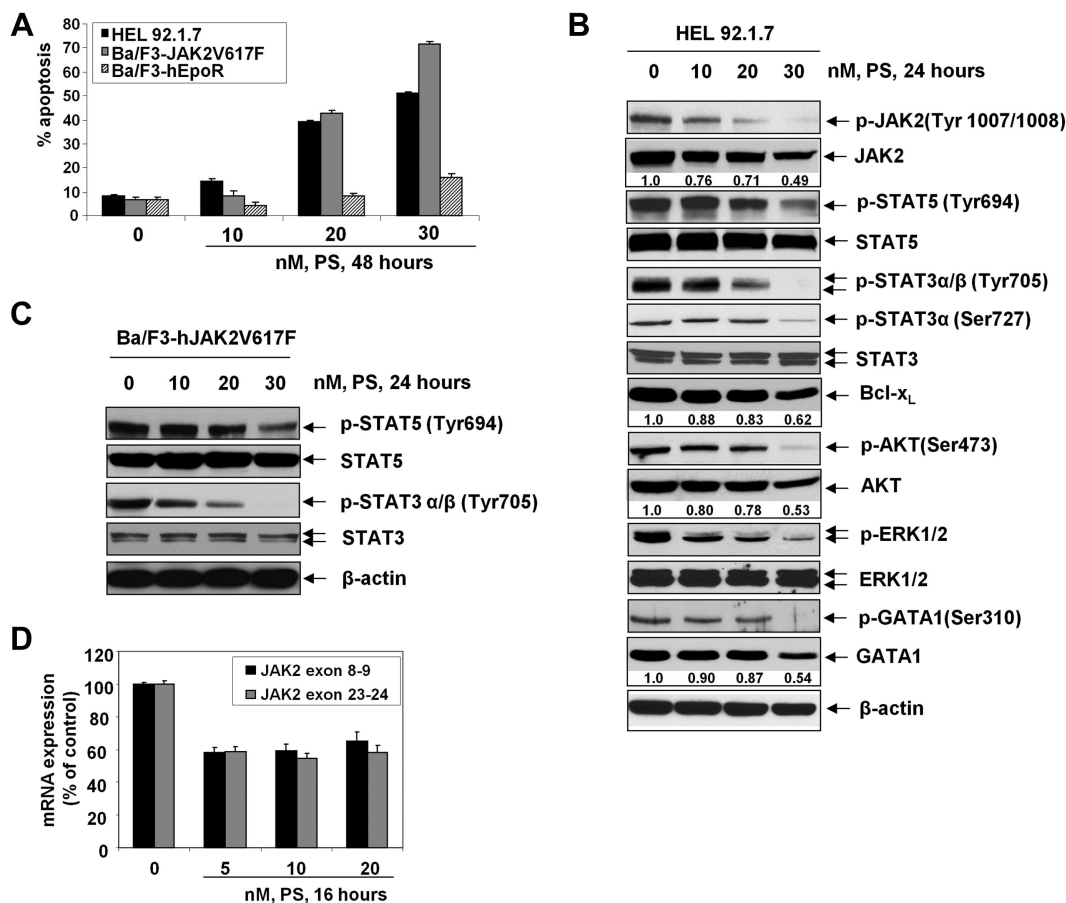 A
HEL 92.1.7
Ba/F3-JAK2V617F
Ba/F3-hEpoR
% apoptosis
80
70
60
50
40
30
20
10
0
0
10
20
30
nM, PS, 48 hours
B
HEL 92.1.7
0 10 20 30 nM, PS, 24 hours
p-JAK2(Tyr 1007/1008)
JAK2
1.0 0.76 0.71 0.49
p-STAT5 (Tyr694)
STAT5
p-STAT3α/β (Tyr705)
p-STAT3α (Ser727)
STAT3
Bcl-xL
1.0 0.88 0.83 0.62
p-AKT(Ser473)
AKT
1.0 0.80 0.78 0.53
p-ERK1/2
ERK1/2
p-GATA1(Ser310)
GATA1
1.0 0.90 0.87 0.54
β-actin
C
Ba/F3-hJAK2V617F
0 10 20 30 nM, PS, 24 hours
p-STAT5 (Tyr694)
STAT5
p-STAT3 α/β (Tyr705)
STAT3
β-actin
D
JAK2 exon 8-9
JAK2 exon 23-24
mRNA expression
(% of control)
120
100
80
60
40
20
0
0
5
10
20
nM, PS, 16 hours